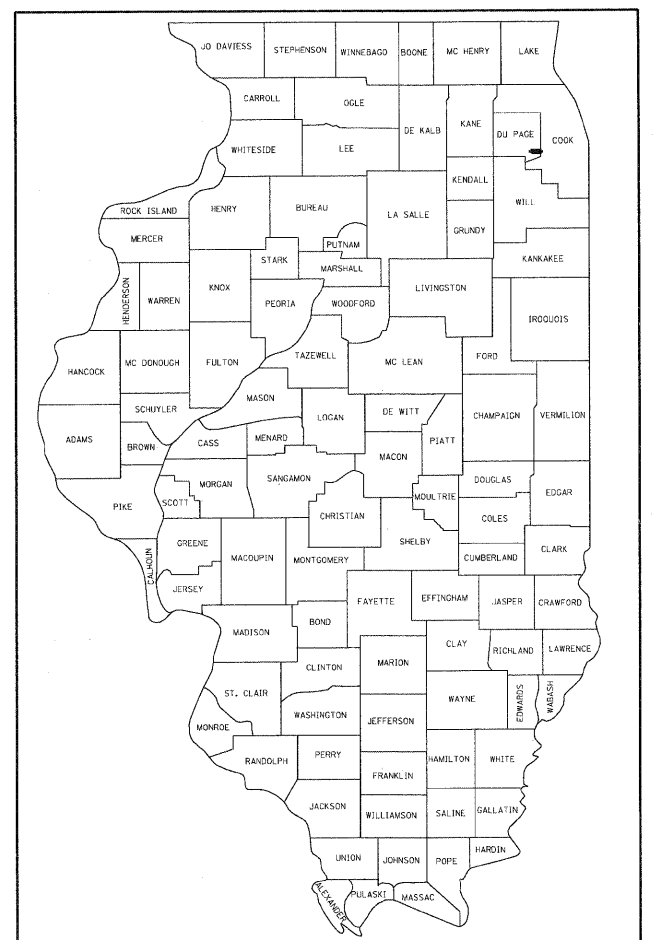 JO DAVIESS
STEPHENSON
WINNEBAGO
BOONE
MC HENRY
LAKE
CARROLL
OGLE
DE KALB
KANE
DU PAGE
COOK
WHITESIDE
LEE
KENDALL
WILL
ROCK ISLAND
HENRY
BUREAU
LA SALLE
GRUNDY
MERCER
PUTNAM
STARK
MARSHALL
KANKAKEE
HENDERSON
WARREN
KNOX
PEORIA
WOODFORD
LIVINGSTON
IROQUOIS
HANCOCK
MC DONOUGH
FULTON
TAZEWELL
MC LEAN
FORD
MASON
SCHUYLER
LOGAN
DE WITT
CHAMPAIGN
VERMILION
ADAMS
BROWN
CASS
MENARD
MACON
PIATT
PIKE
SCOTT
MORGAN
SANGAMON
CHRISTIAN
MOULTRIE
DOUGLAS
EDGAR
COLES
GREENE
MACOUPIN
MONTGOMERY
SHELBY
CUMBERLAND
CLARK
CALHOUN
JERSEY
FAYETTE
EFFINGHAM
JASPER
CRAWFORD
MADISON
BOND
CLAY
RICHLAND
LAWRENCE
CLINTON
MARION
ST. CLAIR
WASHINGTON
JEFFERSON
WAYNE
EDWARDS
WABASH
MONROE
RANDOLPH
PERRY
FRANKLIN
HAMILTON
WHITE
JACKSON
WILLIAMSON
SALINE
GALLATIN
UNION
JOHNSON
POPE
HARDIN
ALEXANDER
PULASKI
MASSAC